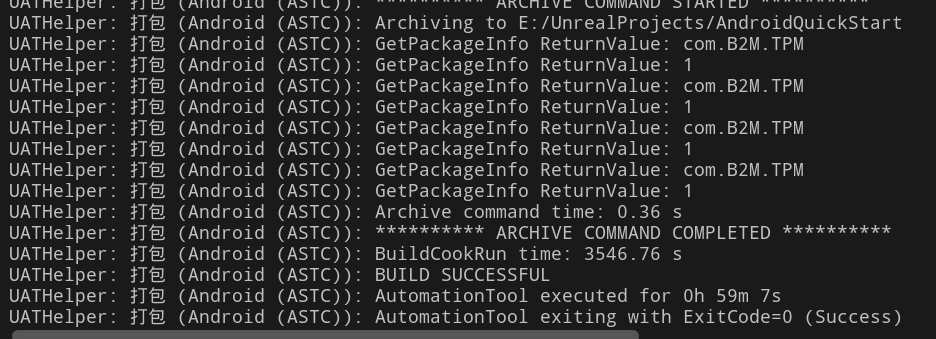 UATHelper: 打包 (Android (ASTC)): ********** ARCHIVE COMMAND STARTED **********
UATHelper: 打包 (Android (ASTC)): Archiving to E:/UnrealProjects/AndroidQuickStart
UATHelper: 打包 (Android (ASTC)): GetPackageInfo ReturnValue: com.B2M.TPM
UATHelper: 打包 (Android (ASTC)): GetPackageInfo ReturnValue: 1
UATHelper: 打包 (Android (ASTC)): GetPackageInfo ReturnValue: com.B2M.TPM
UATHelper: 打包 (Android (ASTC)): GetPackageInfo ReturnValue: 1
UATHelper: 打包 (Android (ASTC)): GetPackageInfo ReturnValue: com.B2M.TPM
UATHelper: 打包 (Android (ASTC)): GetPackageInfo ReturnValue: 1
UATHelper: 打包 (Android (ASTC)): GetPackageInfo ReturnValue: com.B2M.TPM
UATHelper: 打包 (Android (ASTC)): GetPackageInfo ReturnValue: 1
UATHelper: 打包 (Android (ASTC)): Archive command time: 0.36 s
UATHelper: 打包 (Android (ASTC)): ********** ARCHIVE COMMAND COMPLETED **********
UATHelper: 打包 (Android (ASTC)): BuildCookRun time: 3546.76 s
UATHelper: 打包 (Android (ASTC)): BUILD SUCCESSFUL
UATHelper: 打包 (Android (ASTC)): AutomationTool executed for 0h 59m 7s
UATHelper: 打包 (Android (ASTC)): AutomationTool exiting with ExitCode=0 (Success)